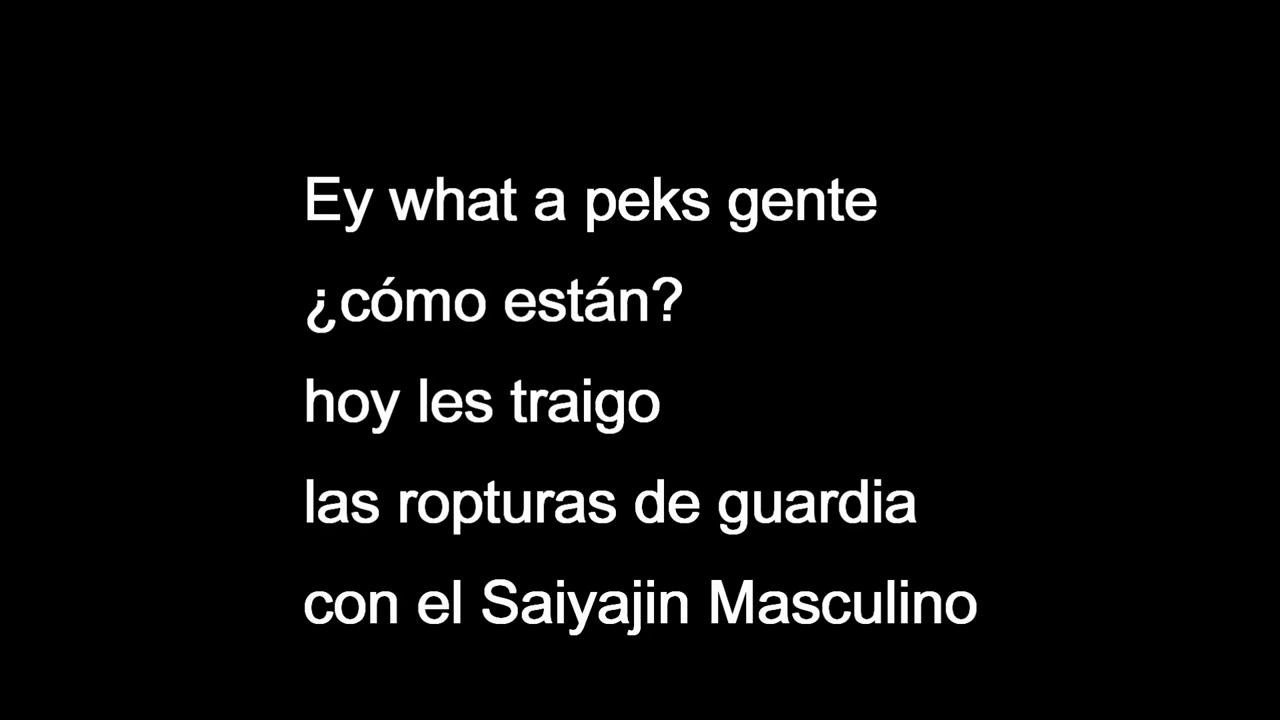 Ey what a peks gente
¿cómo están?
hoy les traigo
las ropturas de guardia
con el Saiyajin Masculino